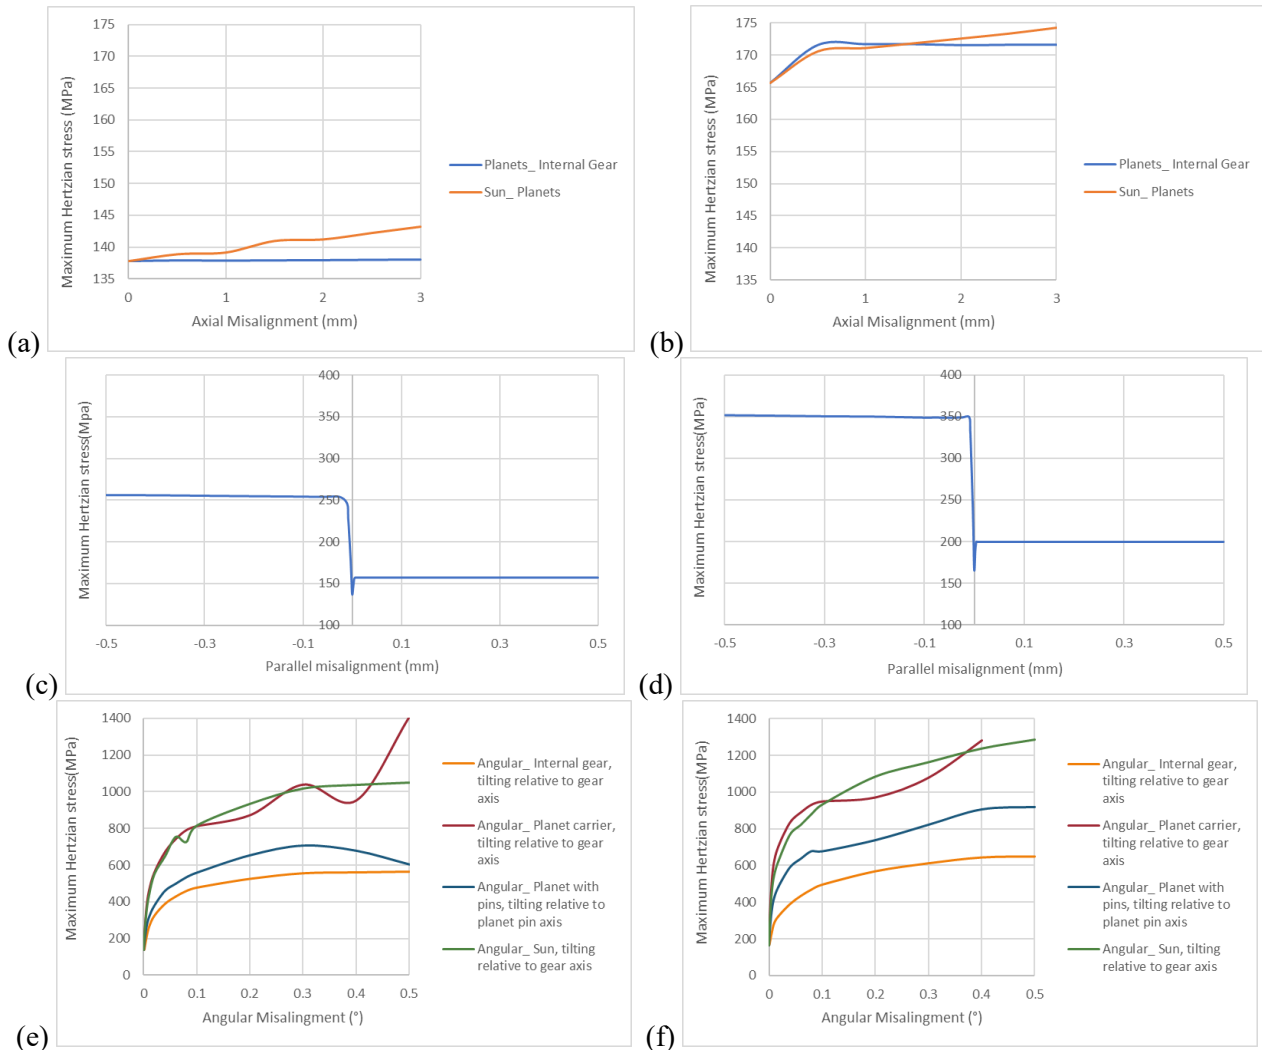 175
170
165
160
155
150
145
140
135
0
1
2
3
Maximum Hertzian stress (MPa)
Axial Misalignment (mm)
Planets_ Internal Gear
Sun_ Planets
(a)
175
170
165
160
155
150
145
140
135
0
1
2
3
Maximum Hertzian stress (MPa)
Axial Misalignment (mm)
Planets_ Internal Gear
Sun_ Planets
(b)
400
350
300
250
200
150
100
-0.5
-0.3
-0.1
0.1
0.3
0.5
Maximum Hertzian stress(Mpa)
Parallel misalignment (mm)
(c)
400
350
300
250
200
150
100
-0.5
-0.3
-0.1
0.1
0.3
0.5
Maximum Hertzian stress(MPa)
Parallel misalignment (mm)
(d)
1400
1200
1000
800
600
400
200
0
0
0.1
0.2
0.3
0.4
0.5
Maximum Hertzian stress(MPa)
Angular Misalingment (°)
Angular_ Internal gear,
tilting relative to gear
axis
Angular_ Planet carrier,
tilting relative to gear
axis
Angular_ Planet with
pins, tilting relative to
planet pin axis
Angular_ Sun, tilting
relative to gear axis
(e)
1400
1200
1000
800
600
400
200
0
0
0.1
0.2
0.3
0.4
0.5
Maximum Hertzian stress(MPa)
Angular Misalignment (°)
Angular_ Internal gear,
tilting relative to gear
axis
Angular_ Planet carrier,
tilting relative to gear
axis
Angular_ Planet with
pins, tilting relative to
planet pin axis
Angular_ Sun, tilting
relative to gear axis
(f)